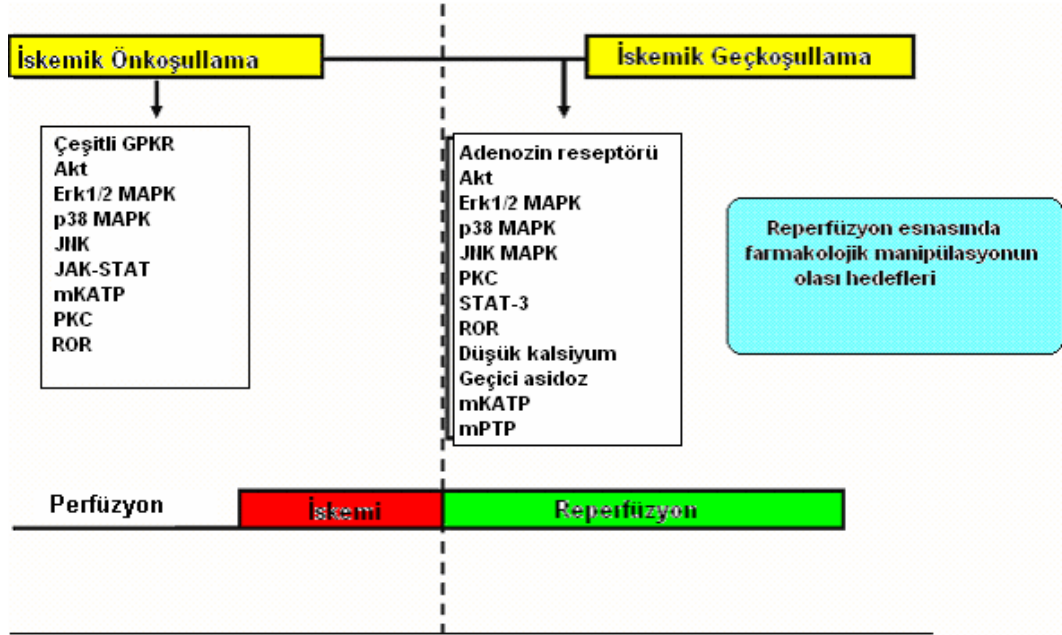 İskemik Önkoşullama
İskemik Geçkoşullama
Çeşitli GPKR
Akt
Erk1/2 MAPK
p38 MAPK
JNK
JAK-STAT
mKATP
PKC
ROR
Adenozin reseptörü
Akt
Erk1/2 MAPK
p38 MAPK
JNK MAPK
PKC
STAT-3
ROR
Düşük kalsiyum
Geçici asidoz
mKATP
mPTP
Reperfüzyon esnasında
farmakolojik manipülasyonun
olası hedefleri
Perfüzyon
İskemi
Reperfüzyon